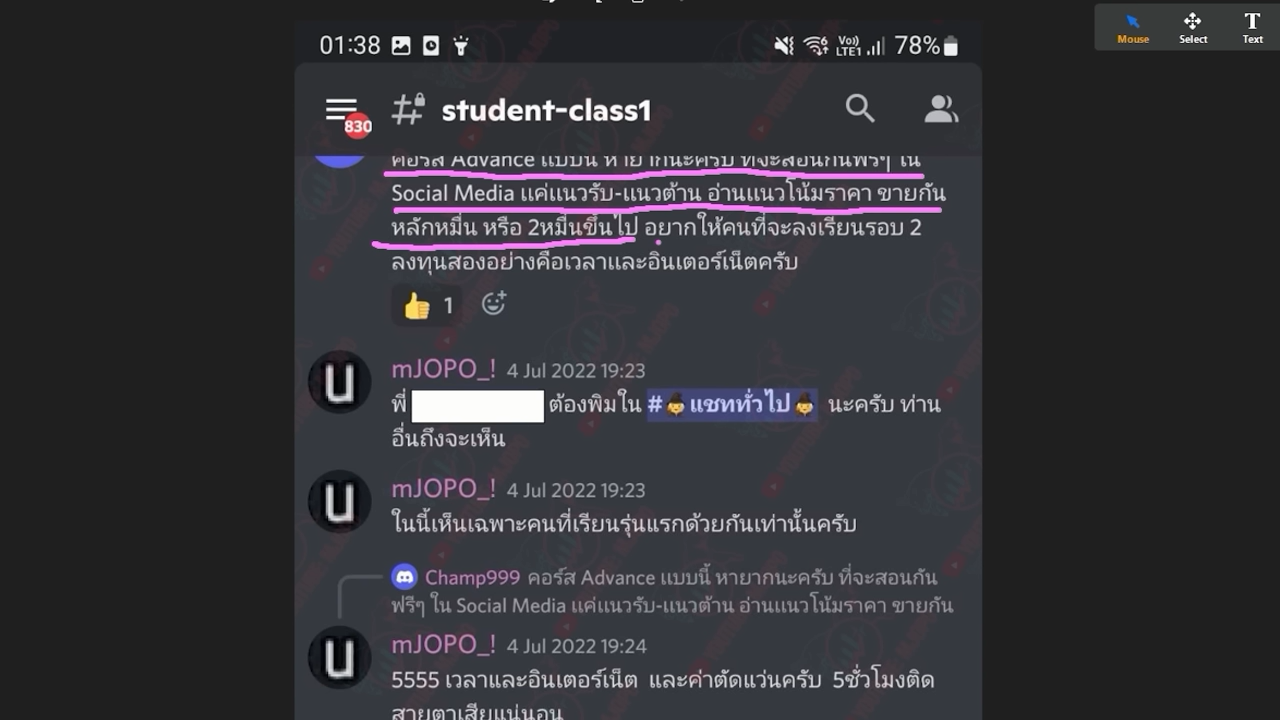 01:38
VoI)
LTE1
78%
Mouse
Select
Text
830
student-class1
คอร์ส Advance แบบนี้ หายากนะครับ ที่จะสอนกันฟรีๆ ใน
Social Media แค่แนวรับ-แนวต้าน อ่านแนวโน้มราคา ขายกัน
หลักหมื่น หรือ 2หมื่นขึ้นไป อยากให้คนที่จะลงเรียนรอบ 2
ลงทุนสองอย่างคือเวลาและอินเตอร์เน็ตครับ
1
mJOPO_! 4 Jul 2022 19:23
พี่ ต้องพิมใน #แชททั่วไป นะครับ ท่าน
อื่นถึงจะเห็น
mJOPO_! 4 Jul 2022 19:23
ในนี้เห็นเฉพาะคนที่เรียนรุ่นแรกด้วยกันเท่านั้นครับ
Champ999 คอร์ส Advance แบบนี้ หายากนะครับ ที่จะสอนกัน
ฟรีๆ ใน Social Media แค่แนวรับ-แนวต้าน อ่านแนวโน้มราคา ขายกัน
mJOPO_! 4 Jul 2022 19:24
5555 เวลาและอินเตอร์เน็ต และค่าตัดแว่นครับ 5ชั่วโมงติด
สายตาเสียแน่นอน